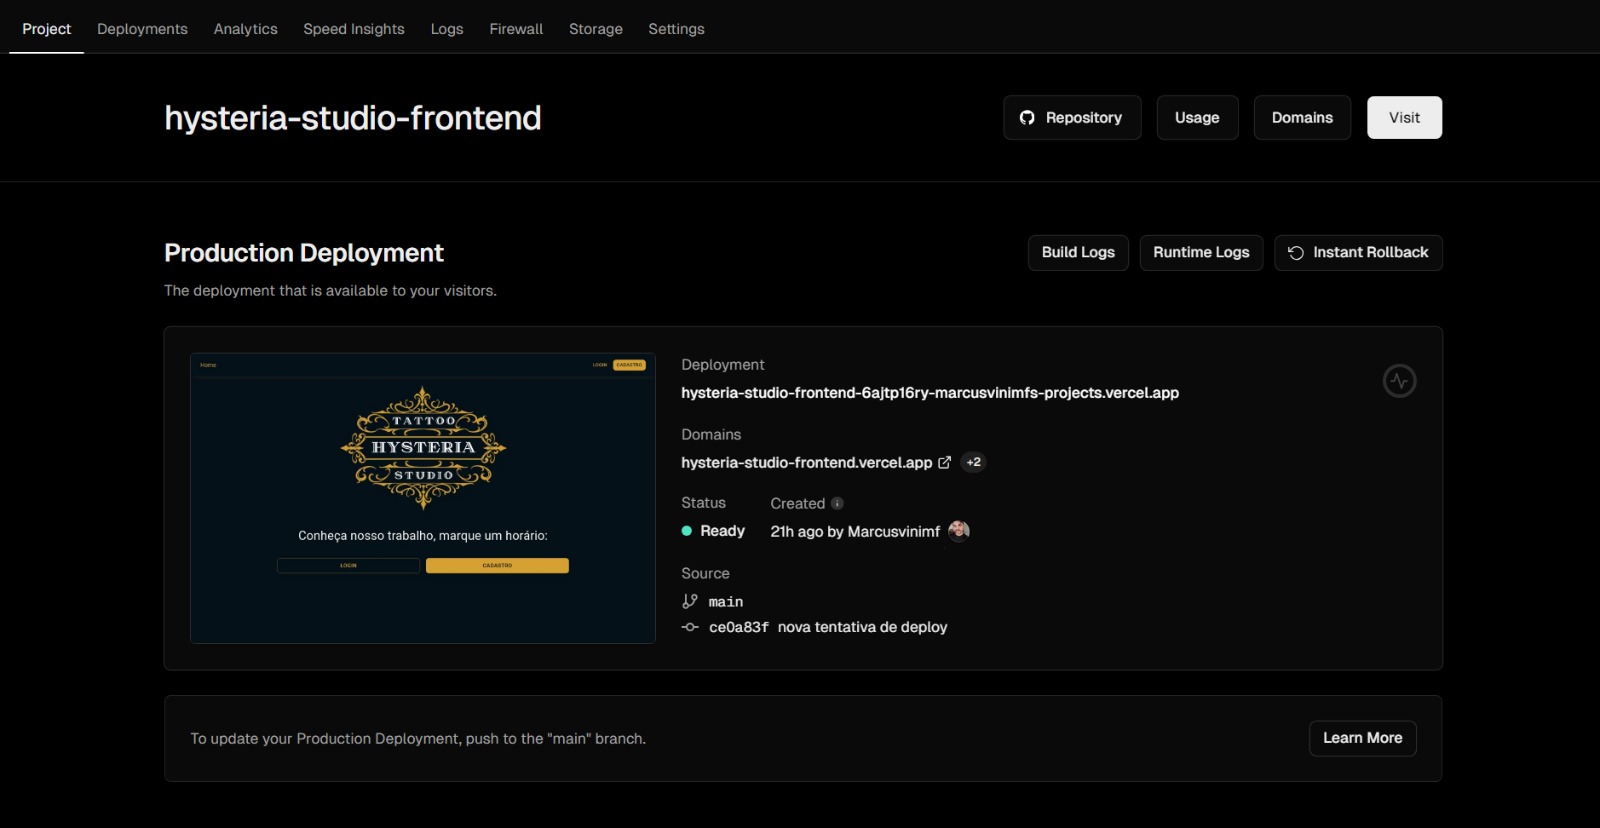 Project Deployments Analytics Speed Insights Logs Firewall Storage Settings
hysteria-studio-frontend
Repository Usage Domains Visit
Production Deployment
Build Logs Runtime Logs Instant Rollback
The deployment that is available to your visitors.
Home LOGIN CADASTRO
TATTOO
HYSTERIA
STUDIO
Conheça nosso trabalho, marque um horário:
LOGIN CADASTRO
Deployment
hysteria-studio-frontend-6ajtp16ry-marcusvinimfs-projects.vercel.app
Domains
hysteria-studio-frontend.vercel.app +2
Status Created
Ready 21h ago by Marcusvinimf
Source
main
ce0a83f nova tentativa de deploy
To update your Production Deployment, push to the "main" branch.
Learn More